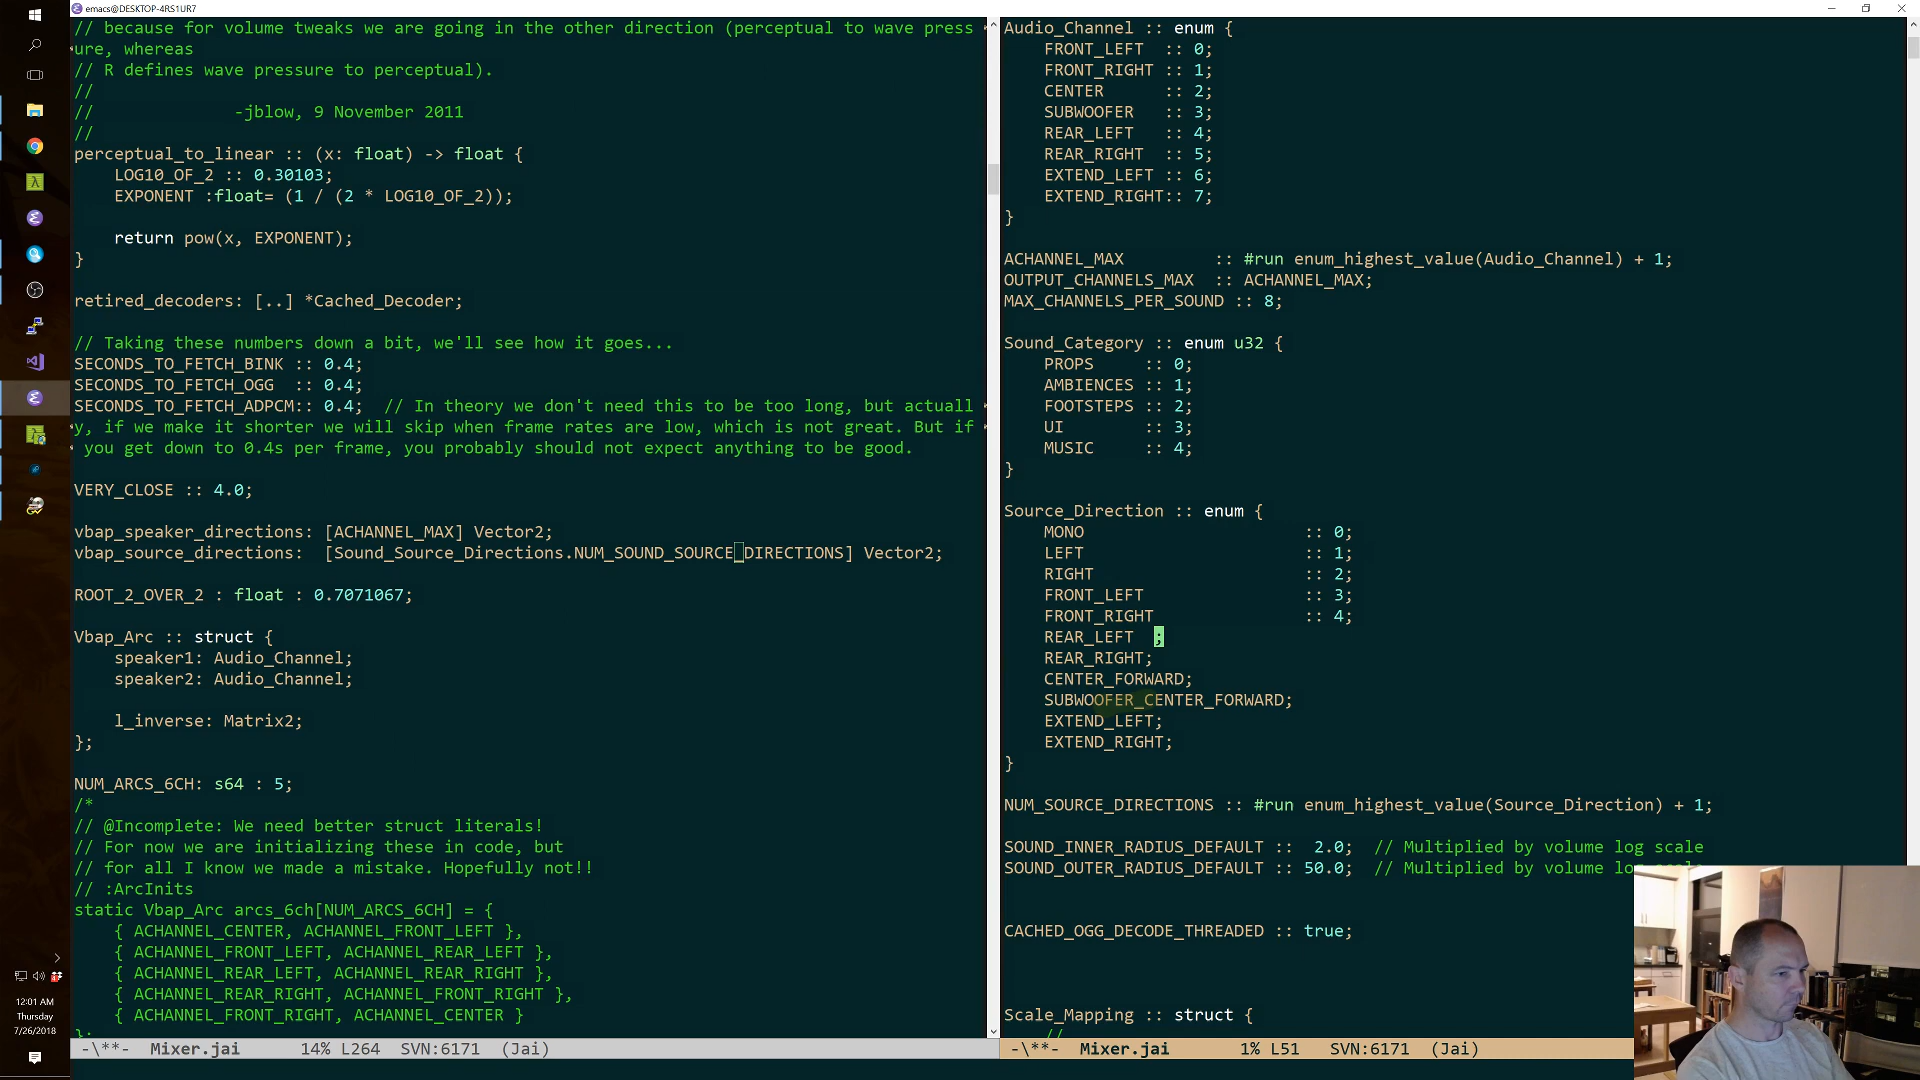 emacs@DESKTOP-4RS1UR7
// because for volume tweaks we are going in the other direction (perceptual to wave press
ure, whereas
// R defines wave pressure to perceptual).
//
//              -jblow, 9 November 2011
//
perceptual_to_linear :: (x: float) -> float {
    LOG10_OF_2 :: 0.30103;
    EXPONENT :float= (1 / (2 * LOG10_OF_2));
    return pow(x, EXPONENT);
}
retired_decoders: [..] *Cached_Decoder;
// Taking these numbers down a bit, we'll see how it goes...
SECONDS_TO_FETCH_BINK :: 0.4;
SECONDS_TO_FETCH_OGG  :: 0.4;
SECONDS_TO_FETCH_ADPCM:: 0.4;  // In theory we don't need this to be too long, but actuall
y, if we make it shorter we will skip when frame rates are low, which is not great. But if
 you get down to 0.4s per frame, you probably should not expect anything to be good.
VERY_CLOSE :: 4.0;
vbap_speaker_directions: [ACHANNEL_MAX] Vector2;
vbap_source_directions:  [Sound_Source_Directions.NUM_SOUND_SOURCE_DIRECTIONS] Vector2;
ROOT_2_OVER_2 : float : 0.7071067;
Vbap_Arc :: struct {
    speaker1: Audio_Channel;
    speaker2: Audio_Channel;
    l_inverse: Matrix2;
};
NUM_ARCS_6CH: s64 : 5;
/*
// @Incomplete: We need better struct literals!
// For now we are initializing these in code, but
// for all I know we made a mistake. Hopefully not!!
// :ArcInits
static Vbap_Arc arcs_6ch[NUM_ARCS_6CH] = {
    { ACHANNEL_CENTER, ACHANNEL_FRONT_LEFT },
    { ACHANNEL_FRONT_LEFT, ACHANNEL_REAR_LEFT },
    { ACHANNEL_REAR_LEFT, ACHANNEL_REAR_RIGHT },
    { ACHANNEL_REAR_RIGHT, ACHANNEL_FRONT_RIGHT },
    { ACHANNEL_FRONT_RIGHT, ACHANNEL_CENTER }
};
-\**-  Mixer.jai      14% L264  SVN:6171  (Jai)
Audio_Channel :: enum {
    FRONT_LEFT  :: 0;
    FRONT_RIGHT :: 1;
    CENTER      :: 2;
    SUBWOOFER   :: 3;
    REAR_LEFT   :: 4;
    REAR_RIGHT  :: 5;
    EXTEND_LEFT :: 6;
    EXTEND_RIGHT:: 7;
}
ACHANNEL_MAX         :: #run enum_highest_value(Audio_Channel) + 1;
OUTPUT_CHANNELS_MAX  :: ACHANNEL_MAX;
MAX_CHANNELS_PER_SOUND :: 8;
Sound_Category :: enum u32 {
    PROPS     :: 0;
    AMBIENCES :: 1;
    FOOTSTEPS :: 2;
    UI        :: 3;
    MUSIC     :: 4;
}
Source_Direction :: enum {
    MONO                      :: 0;
    LEFT                      :: 1;
    RIGHT                     :: 2;
    FRONT_LEFT                :: 3;
    FRONT_RIGHT               :: 4;
    REAR_LEFT  ;
    REAR_RIGHT;
    CENTER_FORWARD;
    SUBWOOFER_CENTER_FORWARD;
    EXTEND_LEFT;
    EXTEND_RIGHT;
}
NUM_SOURCE_DIRECTIONS :: #run enum_highest_value(Source_Direction) + 1;
SOUND_INNER_RADIUS_DEFAULT ::  2.0;  // Multiplied by volume log scale
SOUND_OUTER_RADIUS_DEFAULT :: 50.0;  // Multiplied by volume log scale
CACHED_OGG_DECODE_THREADED :: true;
Scale_Mapping :: struct {
    //
-\**-  Mixer.jai       1% L51   SVN:6171  (Jai)
12:01 AM
Thursday
7/26/2018